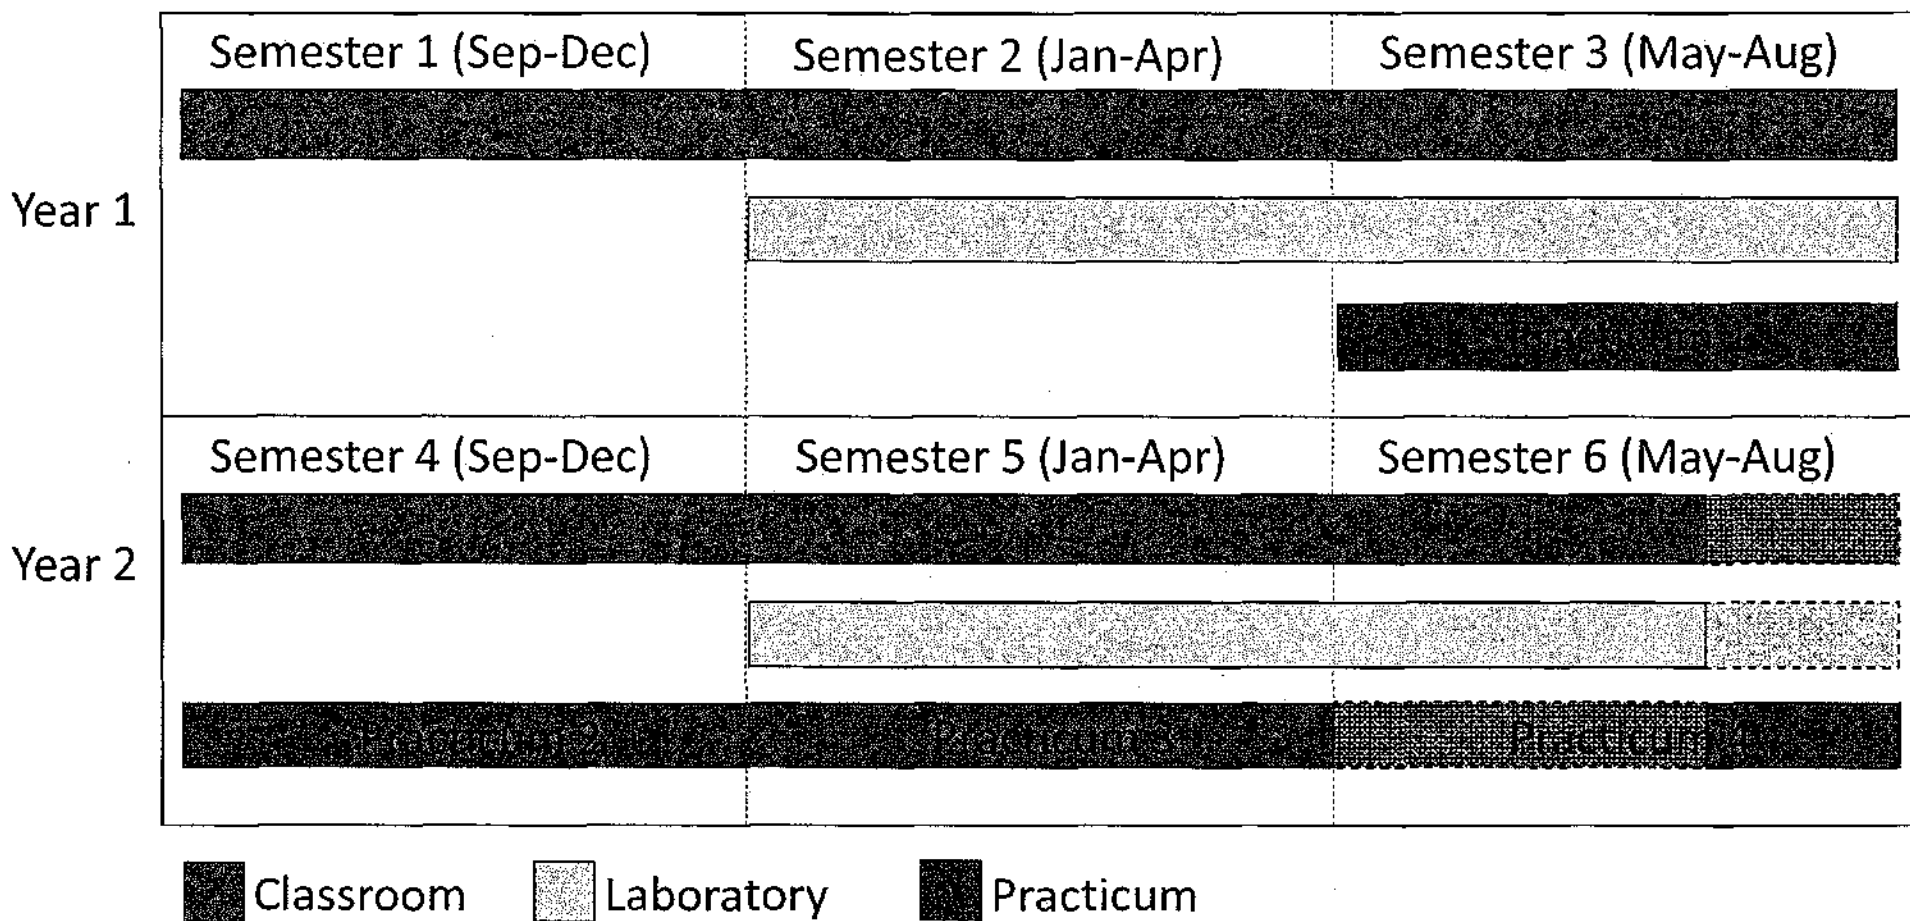 Semester 1 (Sep-Dec) Semester 2 (Jan-Apr) Semester 3 (May-Aug)
Year 1
Semester 4 (Sep-Dec) Semester 5 (Jan-Apr) Semester 6 (May-Aug)
Year 2
Practicum 2 Practicum 3 Practicum
Classroom Laboratory Practicum